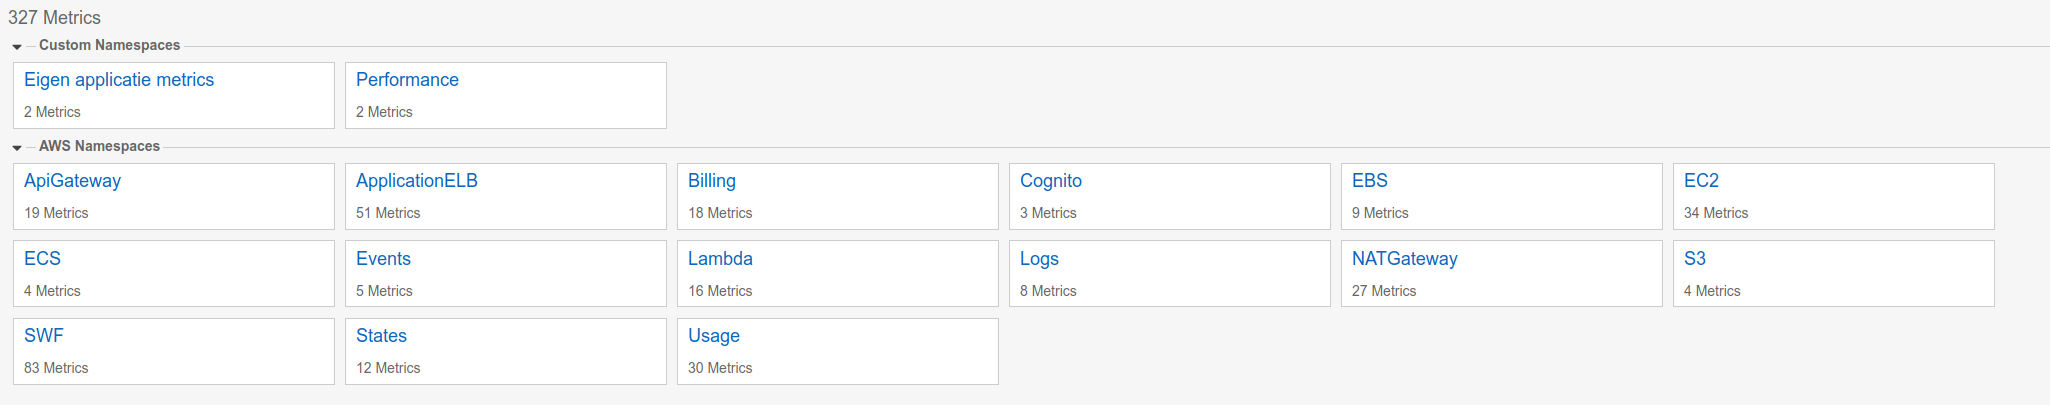 327 Metrics
Custom Namespaces
Eigen applicatie metrics
2 Metrics
Performance
2 Metrics
AWS Namespaces
ApiGateway
19 Metrics
ApplicationELB
51 Metrics
Billing
18 Metrics
Cognito
3 Metrics
EBS
9 Metrics
EC2
34 Metrics
ECS
4 Metrics
Events
5 Metrics
Lambda
16 Metrics
Logs
8 Metrics
NATGateway
27 Metrics
S3
4 Metrics
SWF
83 Metrics
States
12 Metrics
Usage
30 Metrics